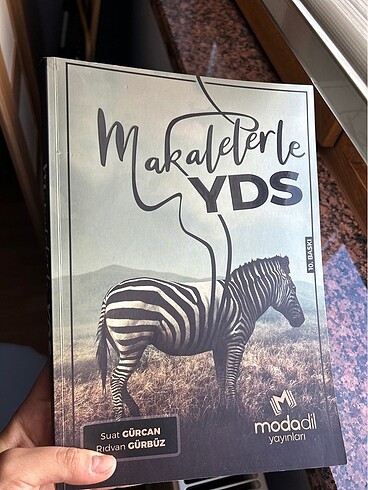 Makalelerle
YDS
10. BASKI
Suat GÜRCAN
Rıdvan GÜRBÜZ
modadil
yayınları